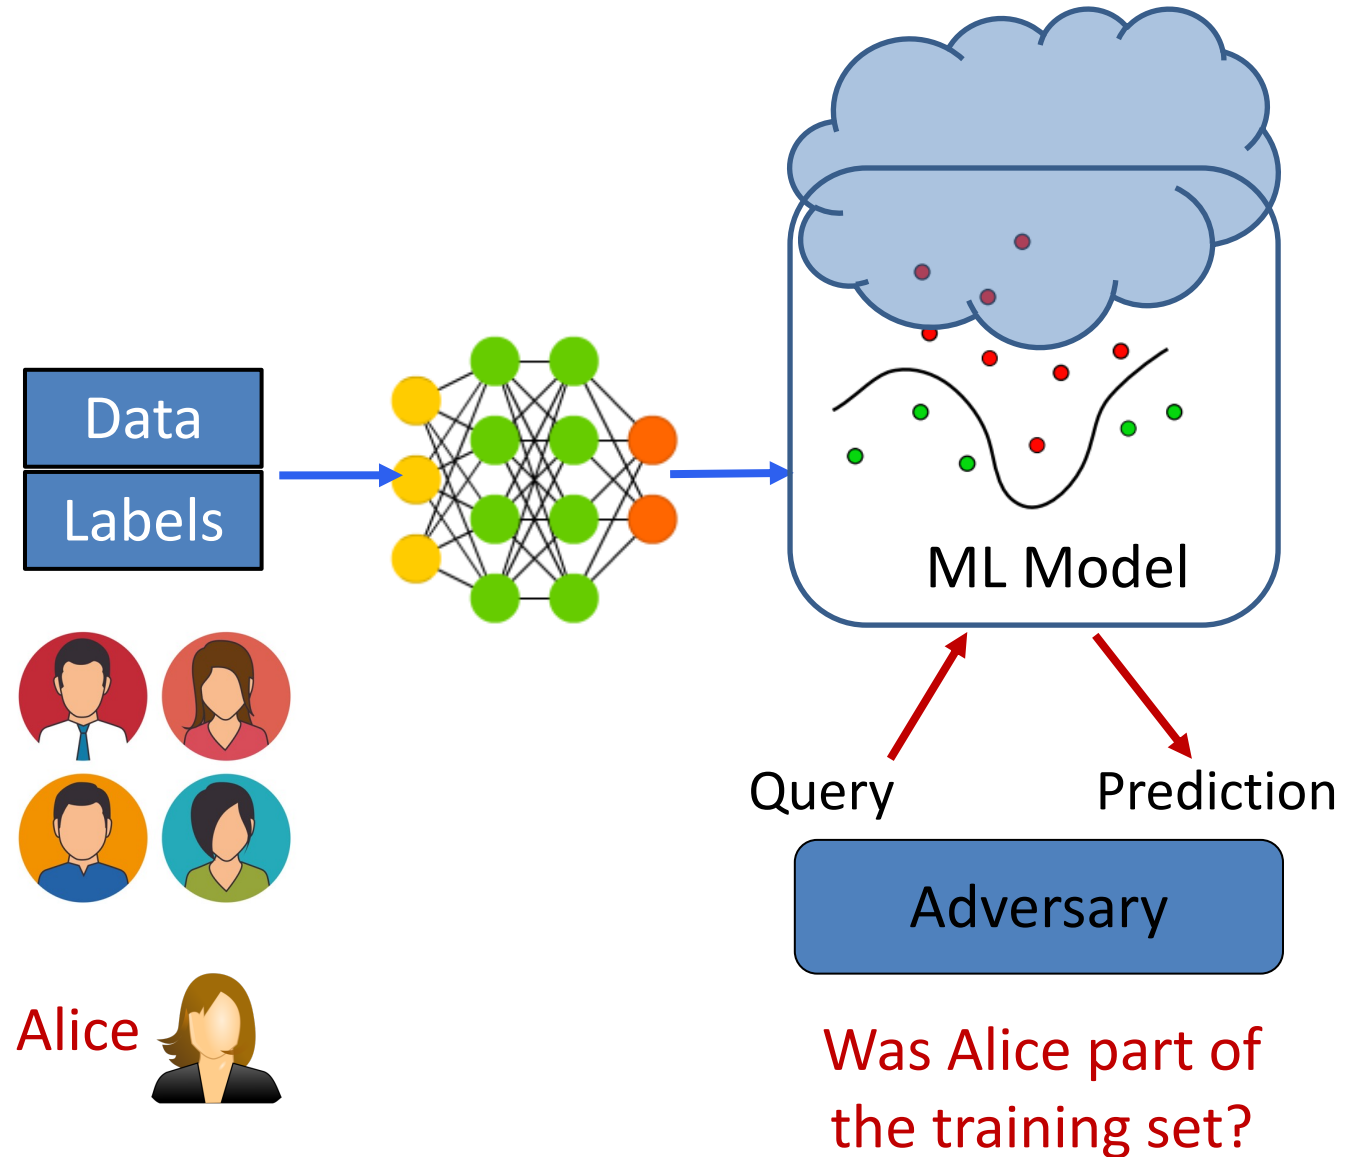 Data
Labels
ML Model
Query
Prediction
Adversary
Alice
Was Alice part of
the training set?